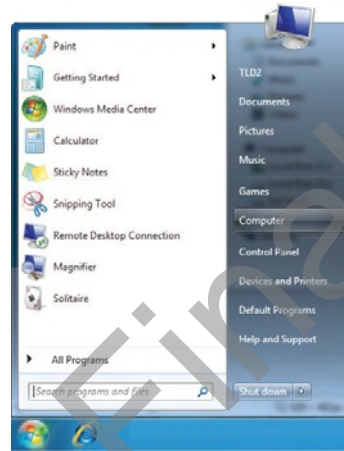 Paint
Getting Started
Windows Media Center
Calculator
Sticky Notes
Snipping Tool
Remote Desktop Connection
Magnifier
Solitaire
All Programs
Search programs and files
TLD2
Documents
Pictures
Music
Games
Computer
Control Panel
Devices and Printers
Default Programs
Help and Support
Shut down